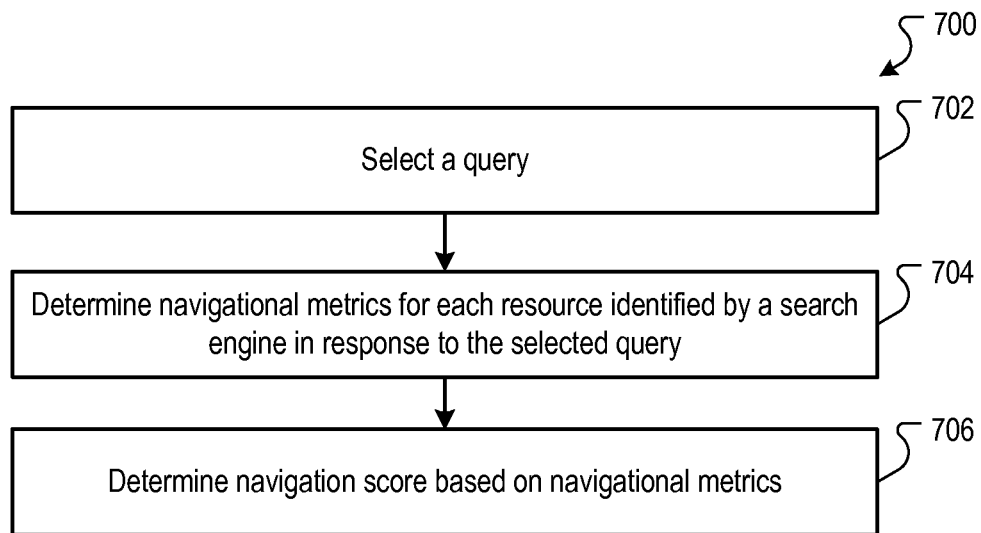 700
702
Select a query
704
Determine navigational metrics for each resource identified by a search
engine in response to the selected query
706
Determine navigation score based on navigational metrics